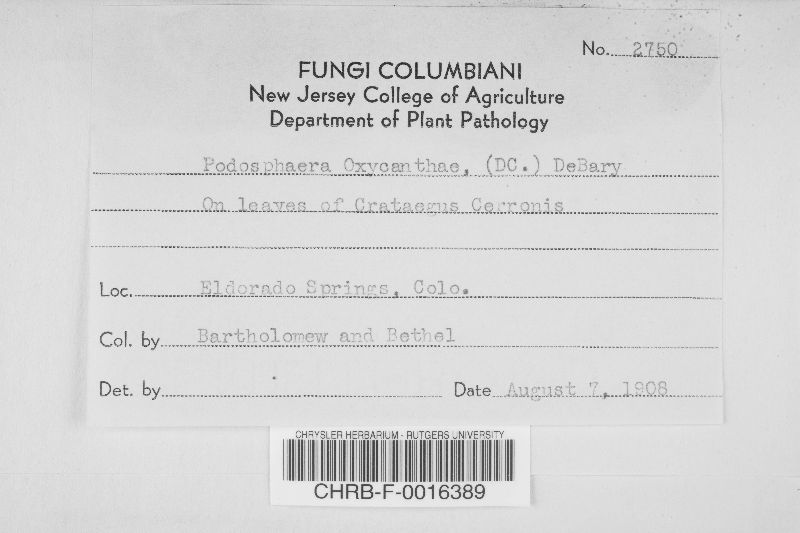 No. 2750
FUNGI COLUMBIANI
New Jersey College of Agriculture
Department of Plant Pathology
Podosphaera Oxycanthae, (DC.) DeBary
On leaves of Crataegus Cerronis
Loc. Eldorado Springs, Colo.
Col. by Bartholomew and Bethel
Det. by
Date August 7, 1908
CHRYSLER HERBARIUM - RUTGERS UNIVERSITY
CHRB-F-0016389